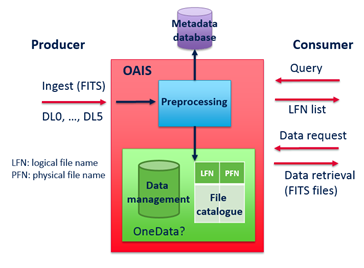 Metadata
database
Producer
Consumer
OAIS
Query
Ingest (FITS)
Preprocessing
LFN list
DL0, ..., DL5
Data request
LFN: logical file name
PFN: physical file name
LFN PFN
Data
management
File
catalogue
Data retrieval
(FITS files)
OneData?